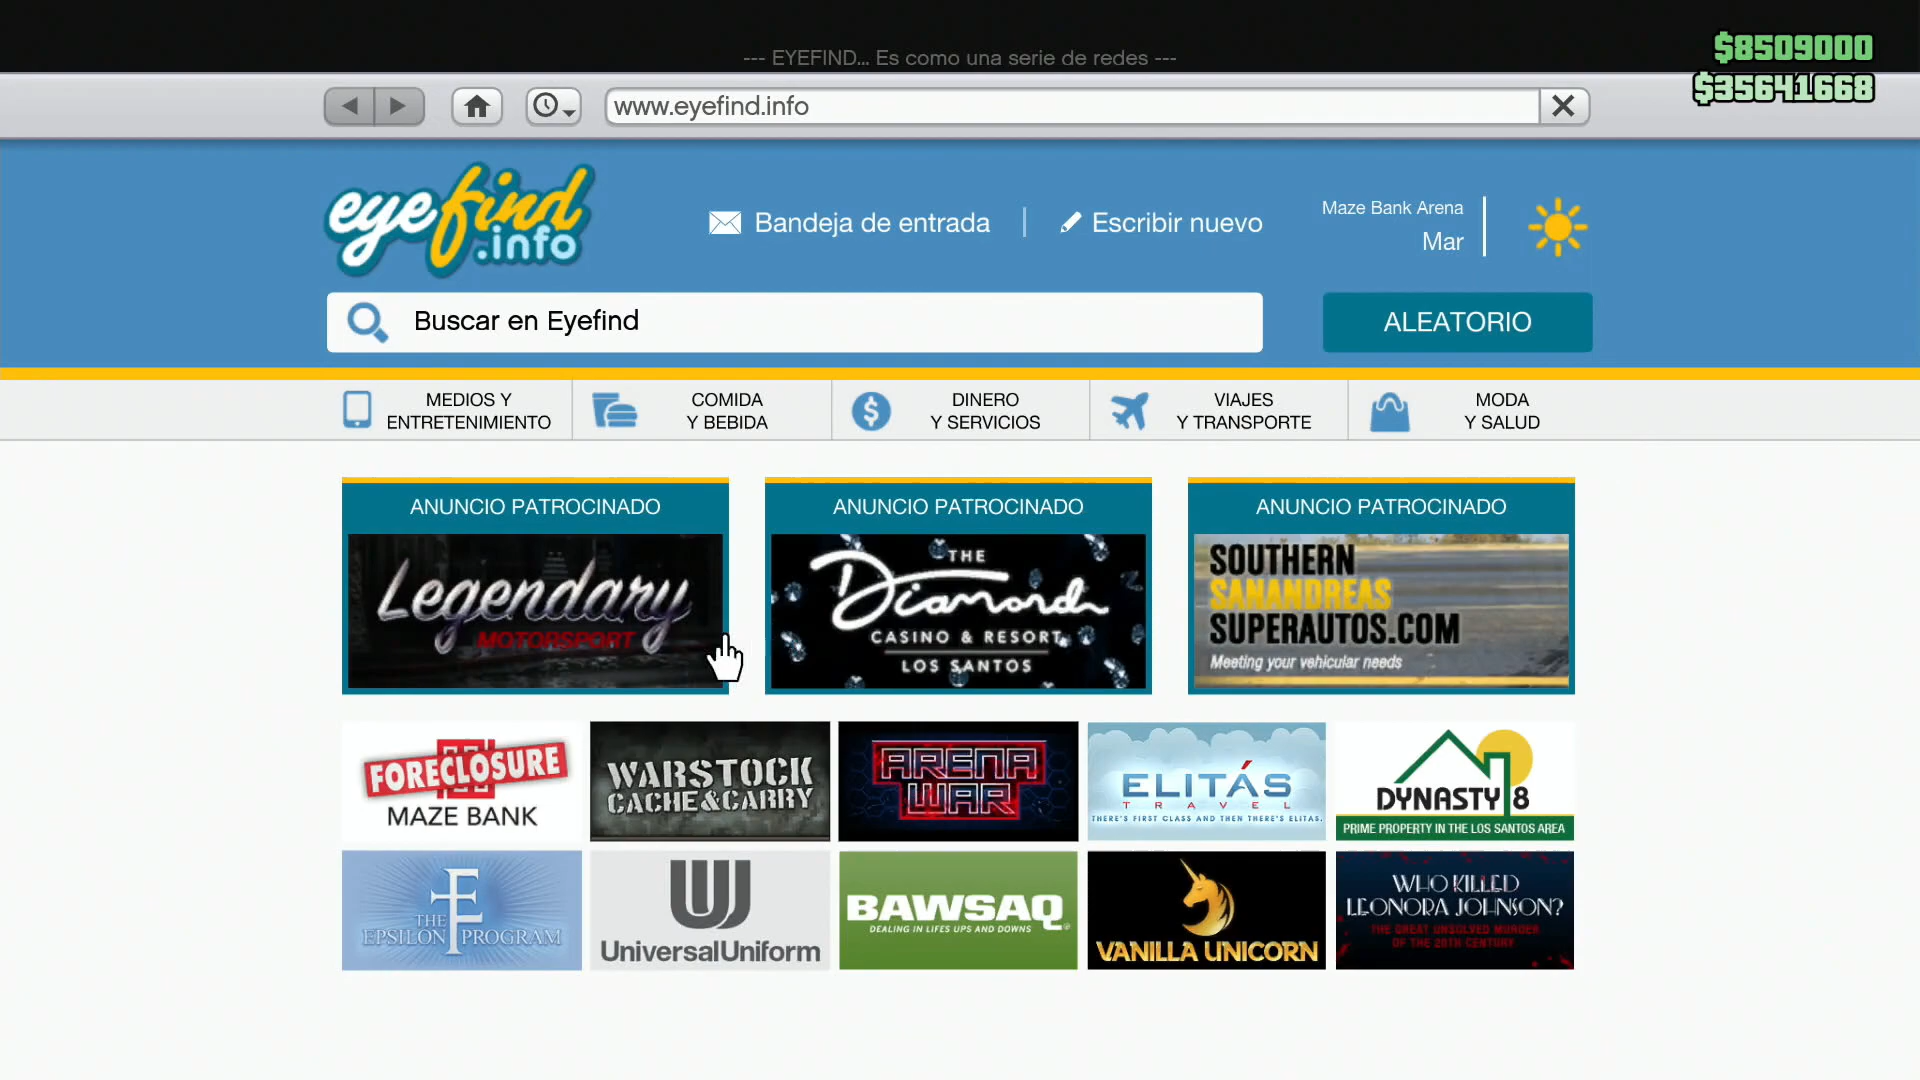 --- EYEFIND... Es como una serie de redes ---
$8509000
$35641668
www.eyefind.info
eyefind
.info
Bandeja de entrada
Escribir nuevo
Maze Bank Arena
Mar
Buscar en Eyefind
ALEATORIO
MEDIOS Y
ENTRETENIMIENTO
COMIDA
Y BEBIDA
DINERO
Y SERVICIOS
VIAJES
Y TRANSPORTE
MODA
Y SALUD
ANUNCIO PATROCINADO
Legendary
MOTORSPORT
ANUNCIO PATROCINADO
THE
Diamond
CASINO & RESORT
LOS SANTOS
ANUNCIO PATROCINADO
SOUTHERN
SANANDREAS
SUPERAUTOS.COM
Meeting your vehicular needs
FORECLOSURE
MAZE BANK
WARSTOCK
CACHE&CARRY
ARENA
WAR
ELITÁS
TRAVEL
THERE'S FIRST CLASS AND THEN THERE'S ELITAS.
DYNASTY 8
PRIME PROPERTY IN THE LOS SANTOS AREA
THE
EPSILON PROGRAM
UniversalUniform
BAWSAQ
DEALING IN LIFES UPS AND DOWNS
VANILLA UNICORN
WHO KILLED
LEONORA JOHNSON?
THE GREAT UNSOLVED MURDER
OF THE 20TH CENTURY